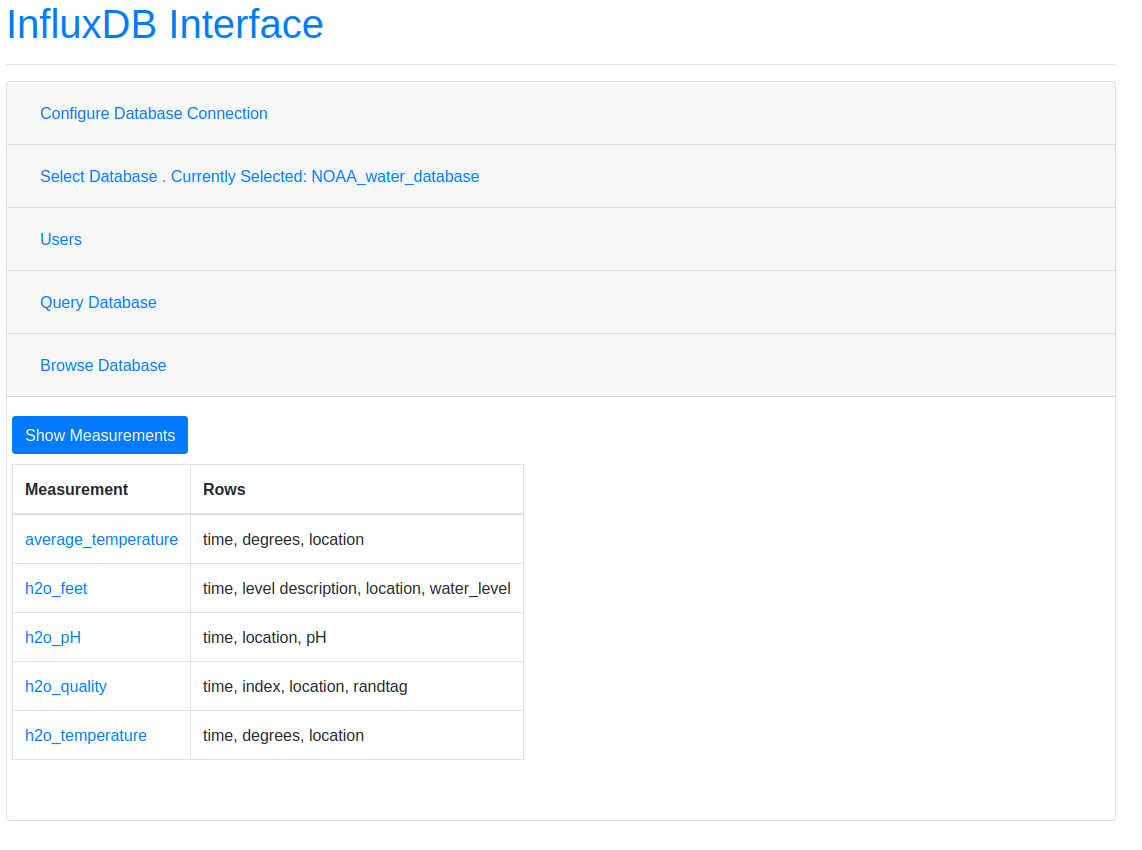 InfluxDB Interface
Configure Database Connection
Select Database . Currently Selected: NOAA_water_database
Users
Query Database
Browse Database
Show Measurements
Measurement Rows
average_temperature time, degrees, location
h2o_feet time, level description, location, water_level
h2o_pH time, location, pH
h2o_quality time, index, location, randtag
h2o_temperature time, degrees, location